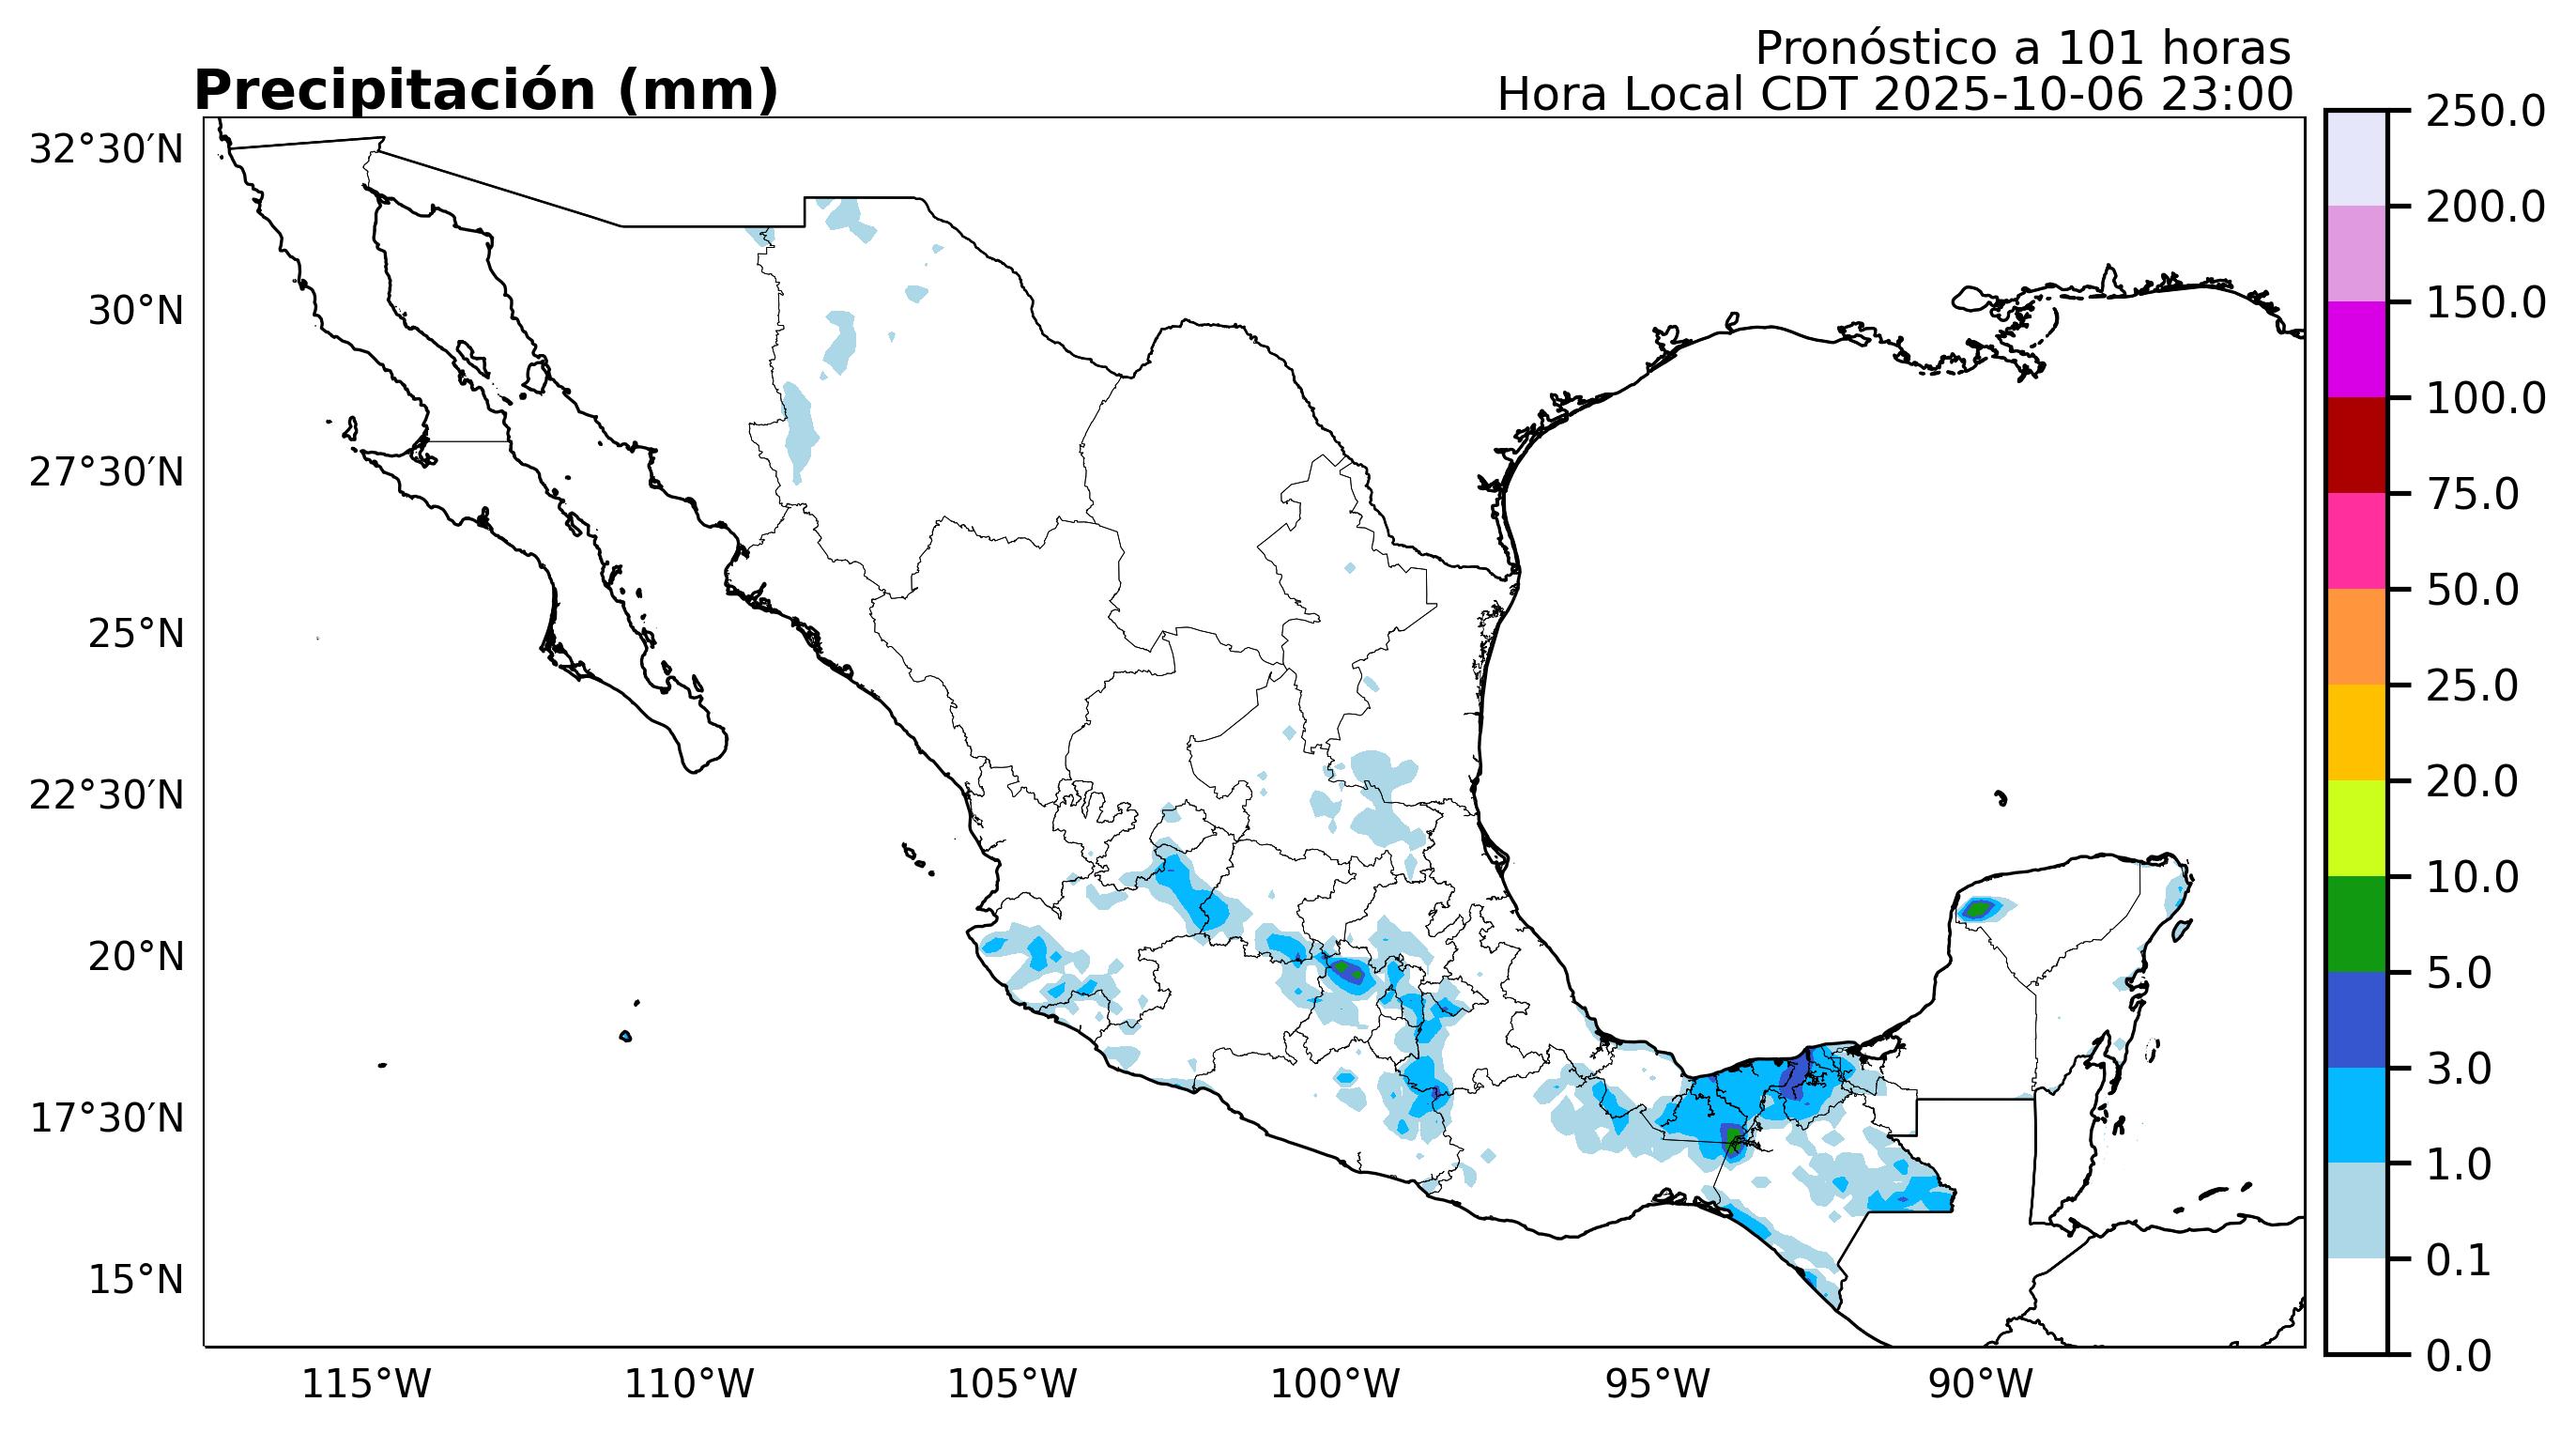 Pronóstico a 101 horas
Precipitación (mm)
Hora Local CDT 2025-10-06 23:00
32°30′N
30°N
27°30′N
25°N
22°30′N
20°N
17°30′N
15°N
115°W
110°W
105°W
100°W
95°W
90°W
250.0
200.0
150.0
100.0
75.0
50.0
25.0
20.0
10.0
5.0
3.0
1.0
0.1
0.0